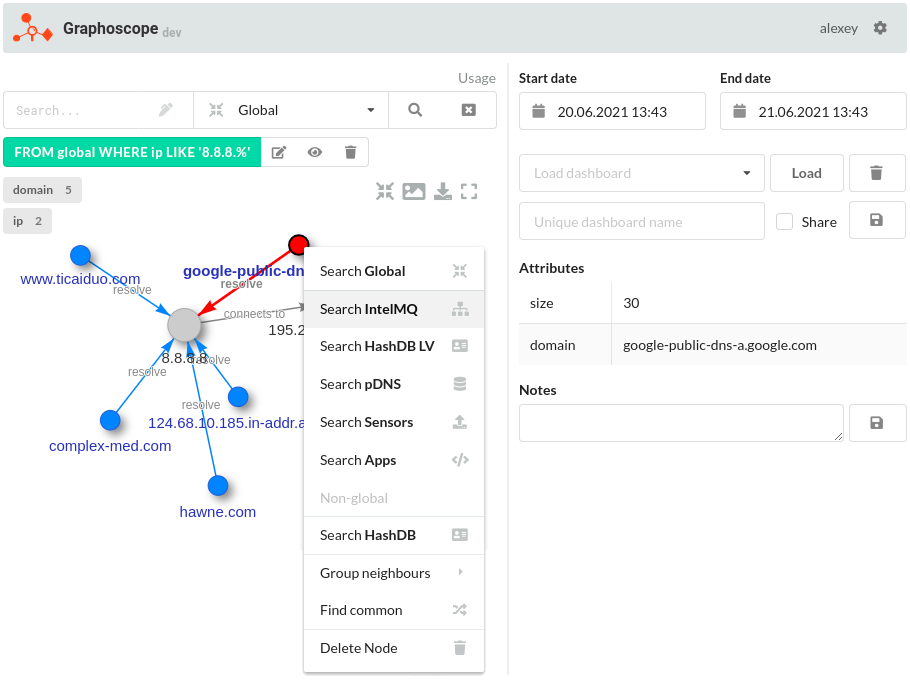 Graphoscope dev
alexey
Usage
Search...
Global
FROM global WHERE ip LIKE '8.8.8.%'
domain 5
ip 2
www.ticaiduo.com
google-public-dn
resolve
resolve
connects to
195.2
8.8.8.8
resolve
resolve
resolve
124.68.10.185.in-addr.a
complex-med.com
hawne.com
Search Global
Search IntelMQ
Search HashDB LV
Search pDNS
Search Sensors
Search Apps
Non-global
Search HashDB
Group neighbours
Find common
Delete Node
Start date
End date
20.06.2021 13:43
21.06.2021 13:43
Load dashboard
Load
Unique dashboard name
Share
Attributes
size 30
domain google-public-dns-a.google.com
Notes